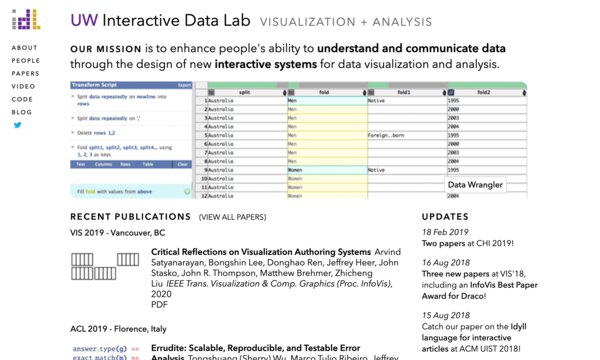 idl
UW Interactive Data Lab VISUALIZATION + ANALYSIS
ABOUT
PEOPLE
PAPERS
VIDEO
CODE
BLOG
OUR MISSION is to enhance people's ability to understand and communicate data
through the design of new interactive systems for data visualization and analysis.
Transform Script Export
Split data repeatedly on newline into
rows
Split data repeatedly on ','
Delete rows 1,2
Fold split1, split2, split3, split4... using
1, 2, 3 as keys
Text Columns Rows Table Clear
Fill fold with values from above
split fold fold1 fold2
1 Australia Men Native 1995
2 Australia 2000
3 Australia 2003
4 Australia 2004
5 Australia Men Foreign..born 1995
6 Australia 2000
7 Australia 2003
8 Australia 2004
9 Australia Women Native 1995
10 Australia Women 2000
11 Australia Women
12 Australia Women 2004
Data Wrangler
RECENT PUBLICATIONS (VIEW ALL PAPERS)
VIS 2019 - Vancouver, BC
Critical Reflections on Visualization Authoring Systems Arvind
Satyanarayan, Bongshin Lee, Donghao Ren, Jeffrey Heer, John
Stasko, John R. Thompson, Matthew Brehmer, Zhicheng
Liu IEEE Trans. Visualization & Comp. Graphics (Proc. InfoVis),
2020
PDF
ACL 2019 - Florence, Italy
answer.type(g) ==
exact.match(m) ==
Errudite: Scalable, Reproducible, and Testable Error
Analysis Tongshuang (Sherry) Wu, Marco Tulio Ribeiro, Jeffrey
UPDATES
18 Feb 2019
Two papers at CHI 2019!
16 Aug 2018
Three new papers at VIS'18,
including an InfoVis Best Paper
Award for Draco!
15 Aug 2018
Catch our paper on the Idyll
language for interactive
articles at ACM UIST 2018!